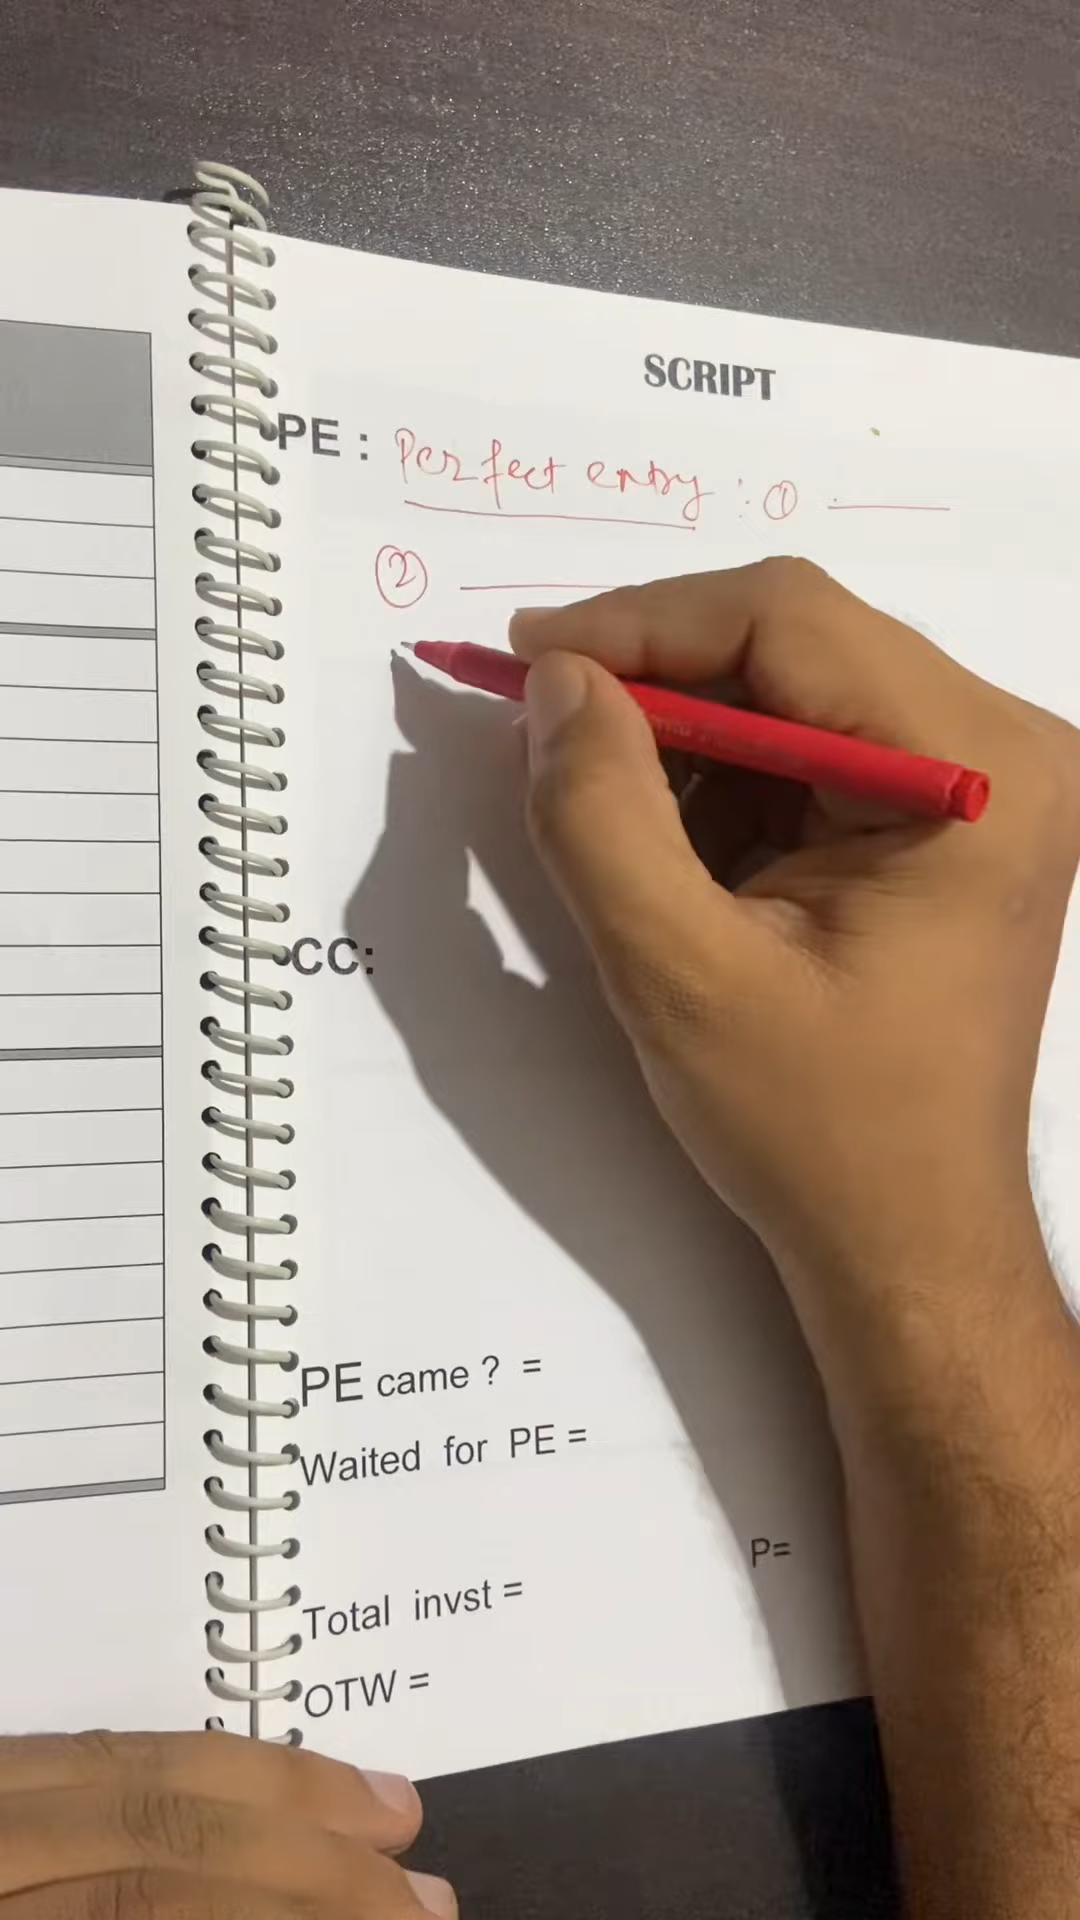 SCRIPT
PE : Perfect entry : ①
②
CC:
PE came ? =
Waited for PE =
P=
Total invst =
OTW =